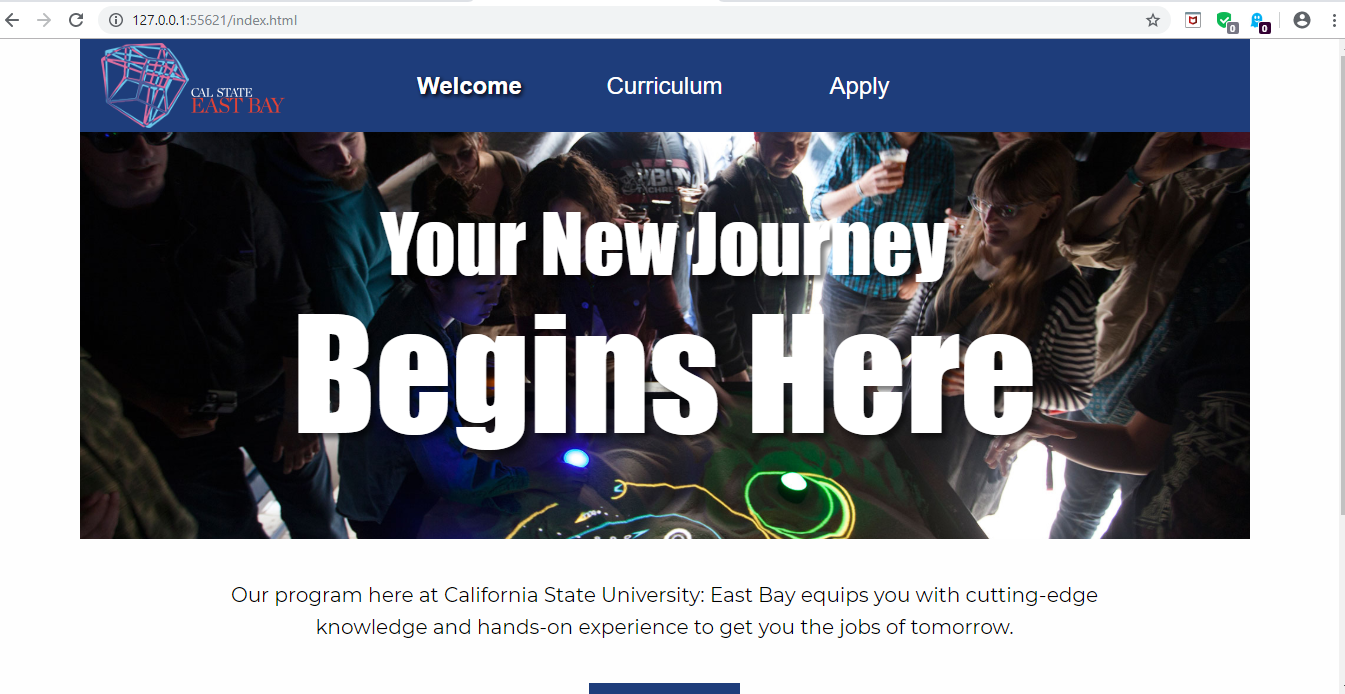 127.0.0.1:55621/index.html
0
0
CAL STATE
EAST BAY
Welcome
Curriculum
Apply
Your New Journey
Begins Here
Our program here at California State University: East Bay equips you with cutting-edge
knowledge and hands-on experience to get you the jobs of tomorrow.